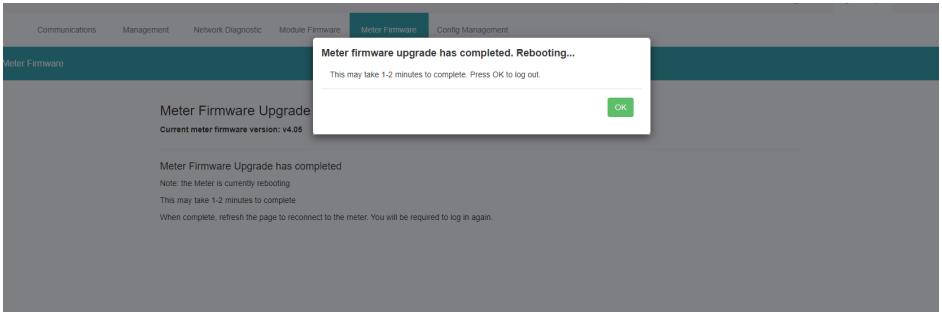 Communications Management Network Diagnostic Module Firmware Meter Firmware Config Management
Meter Firmware
Meter firmware upgrade has completed. Rebooting...
This may take 1-2 minutes to complete. Press OK to log out.
OK
Meter Firmware Upgrade
Current meter firmware version: v4.05
Meter Firmware Upgrade has completed
Note: the Meter is currently rebooting
This may take 1-2 minutes to complete
When complete, refresh the page to reconnect to the meter. You will be required to log in again.